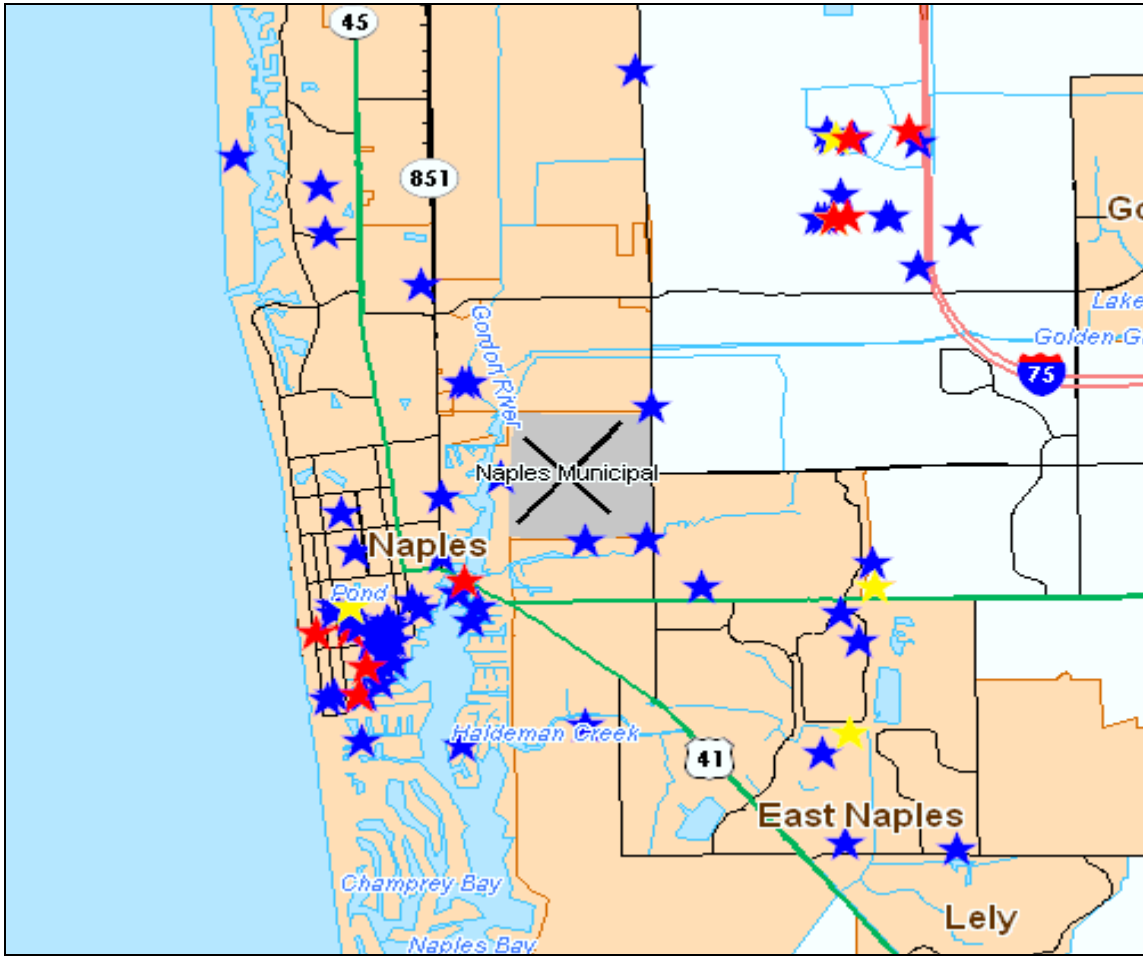 45
851
Go
Lake
Golden G
75
Gordon River
Naples Municipal
Naples
Pond
Haldeman Creek
41
East Naples
Champrey Bay
Lely
Naples Bay